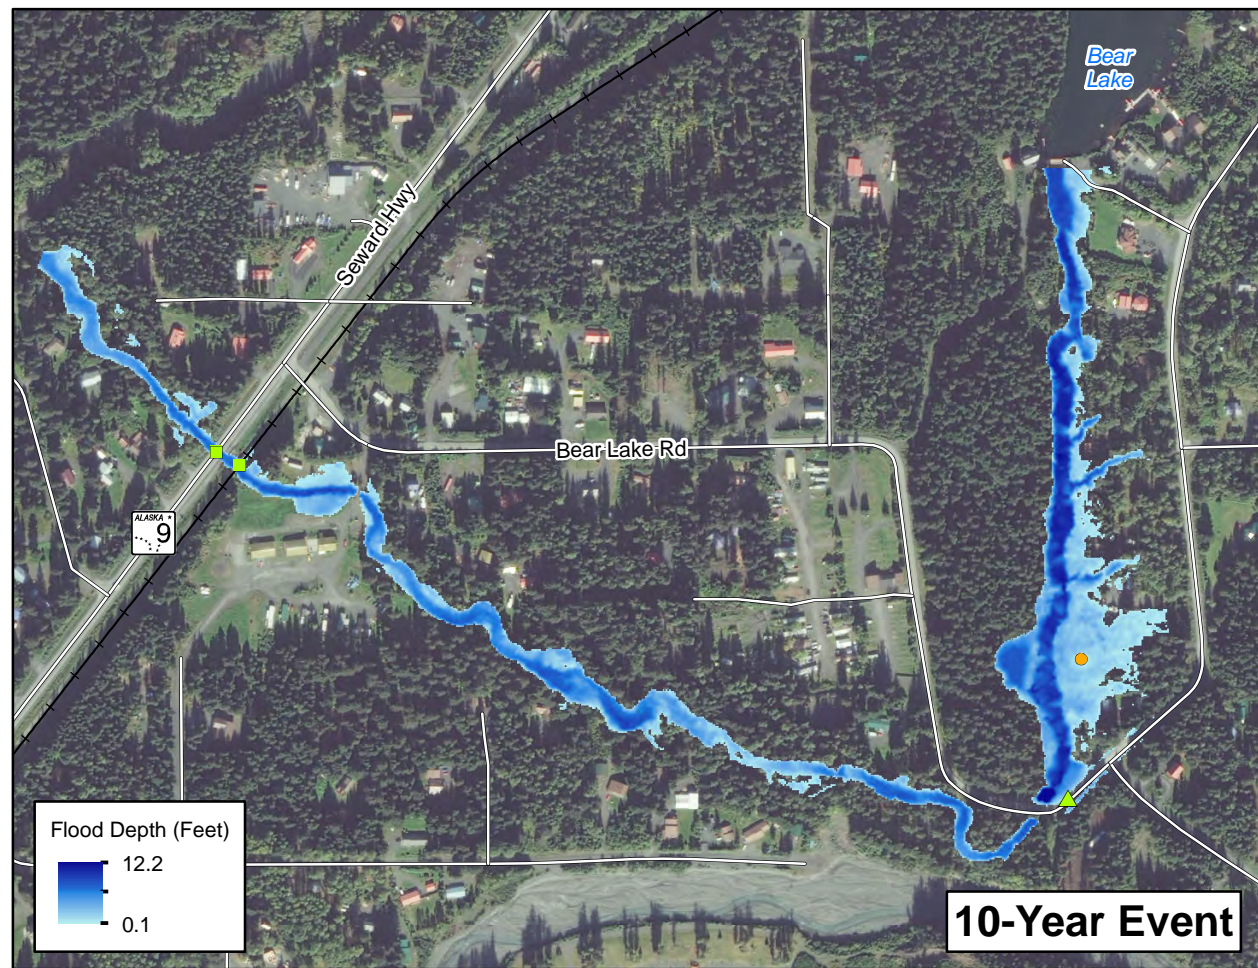 Bear
Lake
Seward Hwy
Bear Lake Rd
ALASKA
9
Flood Depth (Feet)
12.2
0.1
10-Year Event